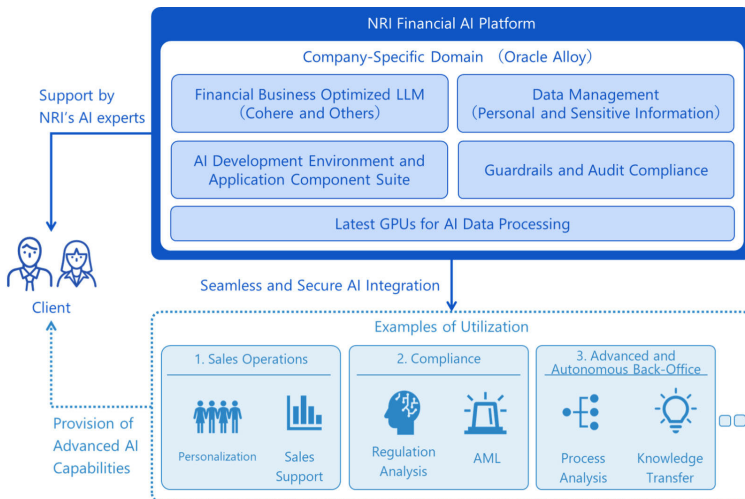 NRI Financial AI Platform
Company-Specific Domain （Oracle Alloy）
Financial Business Optimized LLM
（Cohere and Others）
Data Management
（Personal and Sensitive Information）
AI Development Environment and
Application Component Suite
Guardrails and Audit Compliance
Latest GPUs for AI Data Processing
Support by
NRI's AI experts
Client
Seamless and Secure AI Integration
Examples of Utilization
1. Sales Operations
Personalization
Sales
Support
2. Compliance
Regulation
Analysis
AML
3. Advanced and
Autonomous Back-Office
Process
Analysis
Knowledge
Transfer
Provision of
Advanced AI
Capabilities